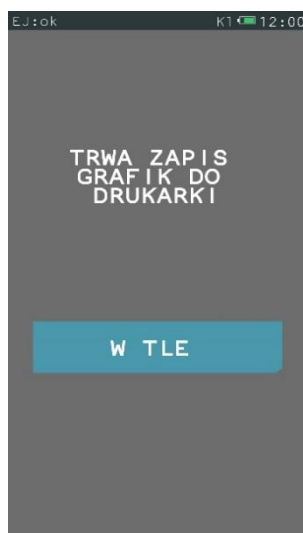 EJ:ok K1 12:00
TRWA ZAPIS
GRAFIK DO
DRUKARKI
W TLE